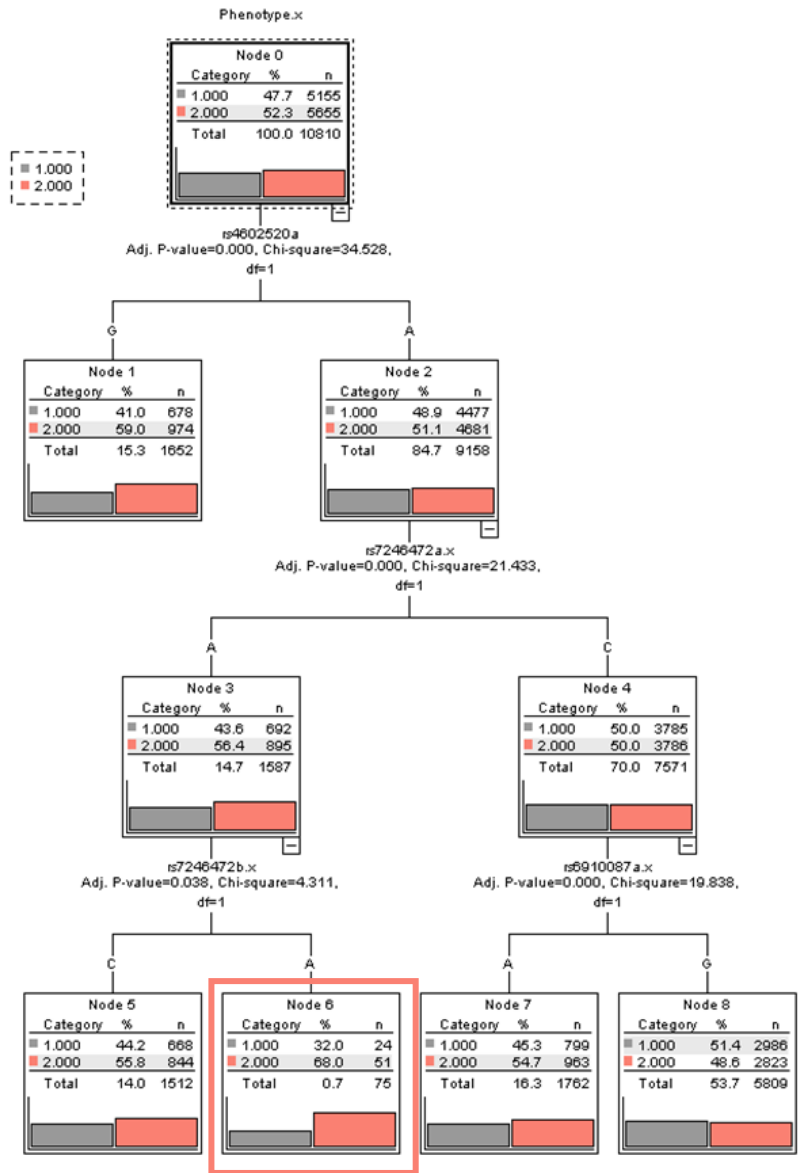 Phenotype.x
Node 0
Category % n
1.000 47.7 5155
2.000 52.3 5655
Total 100.0 10810
1.000
2.000
rs4602520a
Adj. P-value=0.000, Chi-square=34.528,
df=1
G
A
Node 1
Category % n
1.000 41.0 678
2.000 59.0 974
Total 15.3 1652
Node 2
Category % n
1.000 48.9 4477
2.000 51.1 4681
Total 84.7 9158
rs7246472a.x
Adj. P-value=0.000, Chi-square=21.433,
df=1
A
C
Node 3
Category % n
1.000 43.6 692
2.000 56.4 895
Total 14.7 1587
Node 4
Category % n
1.000 50.0 3785
2.000 50.0 3786
Total 70.0 7571
rs7246472b.x
Adj. P-value=0.038, Chi-square=4.311,
df=1
rs6910087a.x
Adj. P-value=0.000, Chi-square=19.838,
df=1
C
A
A
G
Node 5
Category % n
1.000 44.2 668
2.000 55.8 844
Total 14.0 1512
Node 6
Category % n
1.000 32.0 24
2.000 68.0 51
Total 0.7 75
Node 7
Category % n
1.000 45.3 799
2.000 54.7 963
Total 16.3 1762
Node 8
Category % n
1.000 51.4 2986
2.000 48.6 2823
Total 53.7 5809